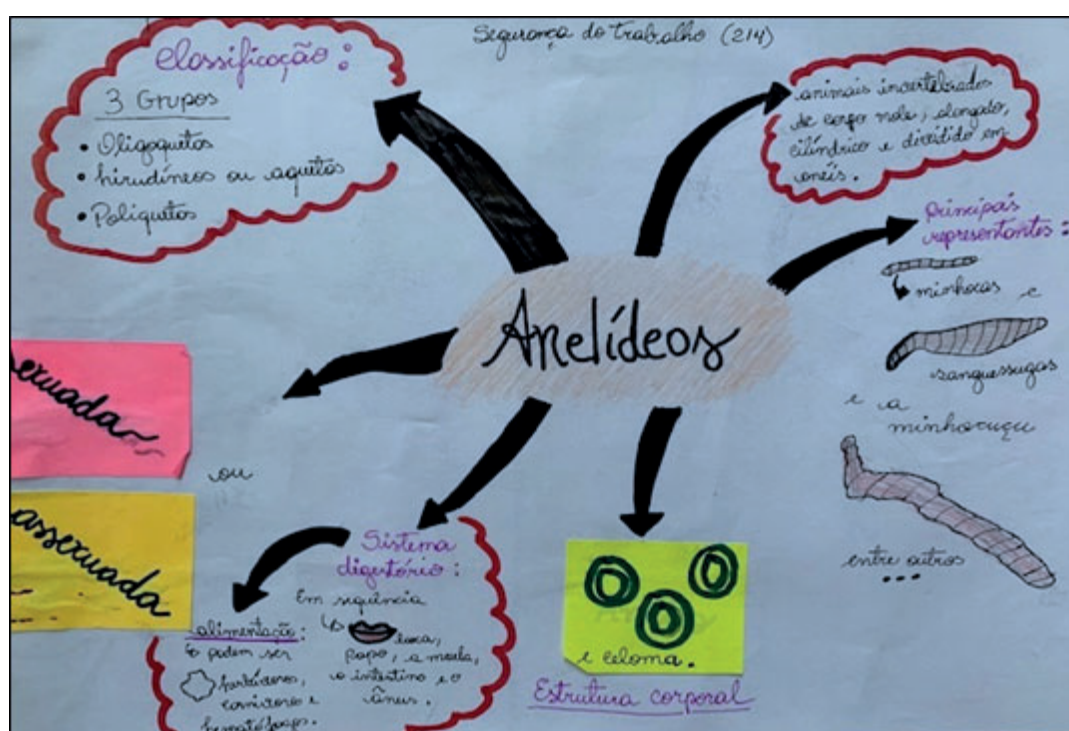 Segurança do Trabalho (214)
Classificação:
3 Grupos
• Oligoquetos
• hirudíneos ou aquetos
• Poliquetos
animais invertebrados
de corpo mole, alongado,
cilíndrico e dividido em
anéis.
Principais
representantes:
minhocas e
sanguessugas
e a
minhocuçu
entre outros
...
Anelídeos
exuada
ou
assexuada
Sistema
digestório:
Em sequência
boca,
papo, a moela,
o intestino e o
ânus.
alimentação:
podem ser
herbívoros,
carnívoros e
hematófagos.
e celoma.
Estrutura corporal